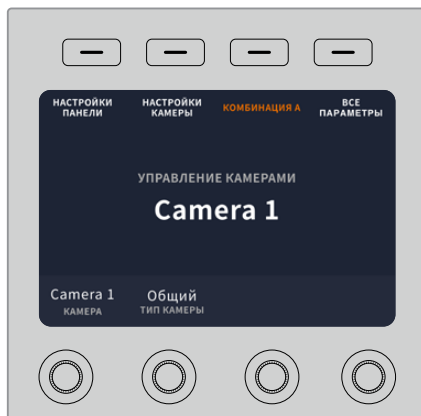 НАСТРОЙКИ ПАНЕЛИ
НАСТРОЙКИ КАМЕРЫ
КОМБИНАЦИЯ А
ВСЕ ПАРАМЕТРЫ
УПРАВЛЕНИЕ КАМЕРАМИ
Camera 1
Camera 1
КАМЕРА
Общий
ТИП КАМЕРЫ